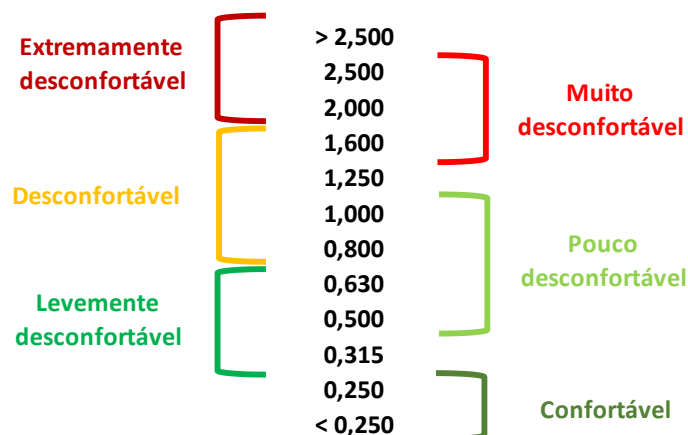 Extremamente
desconfortável
Desconfortável
Levemente
desconfortável
> 2,500
2,500
2,000
1,600
1,250
1,000
0,800
0,630
0,500
0,315
0,250
< 0,250
Muito
desconfortável
Pouco
desconfortável
Confortável